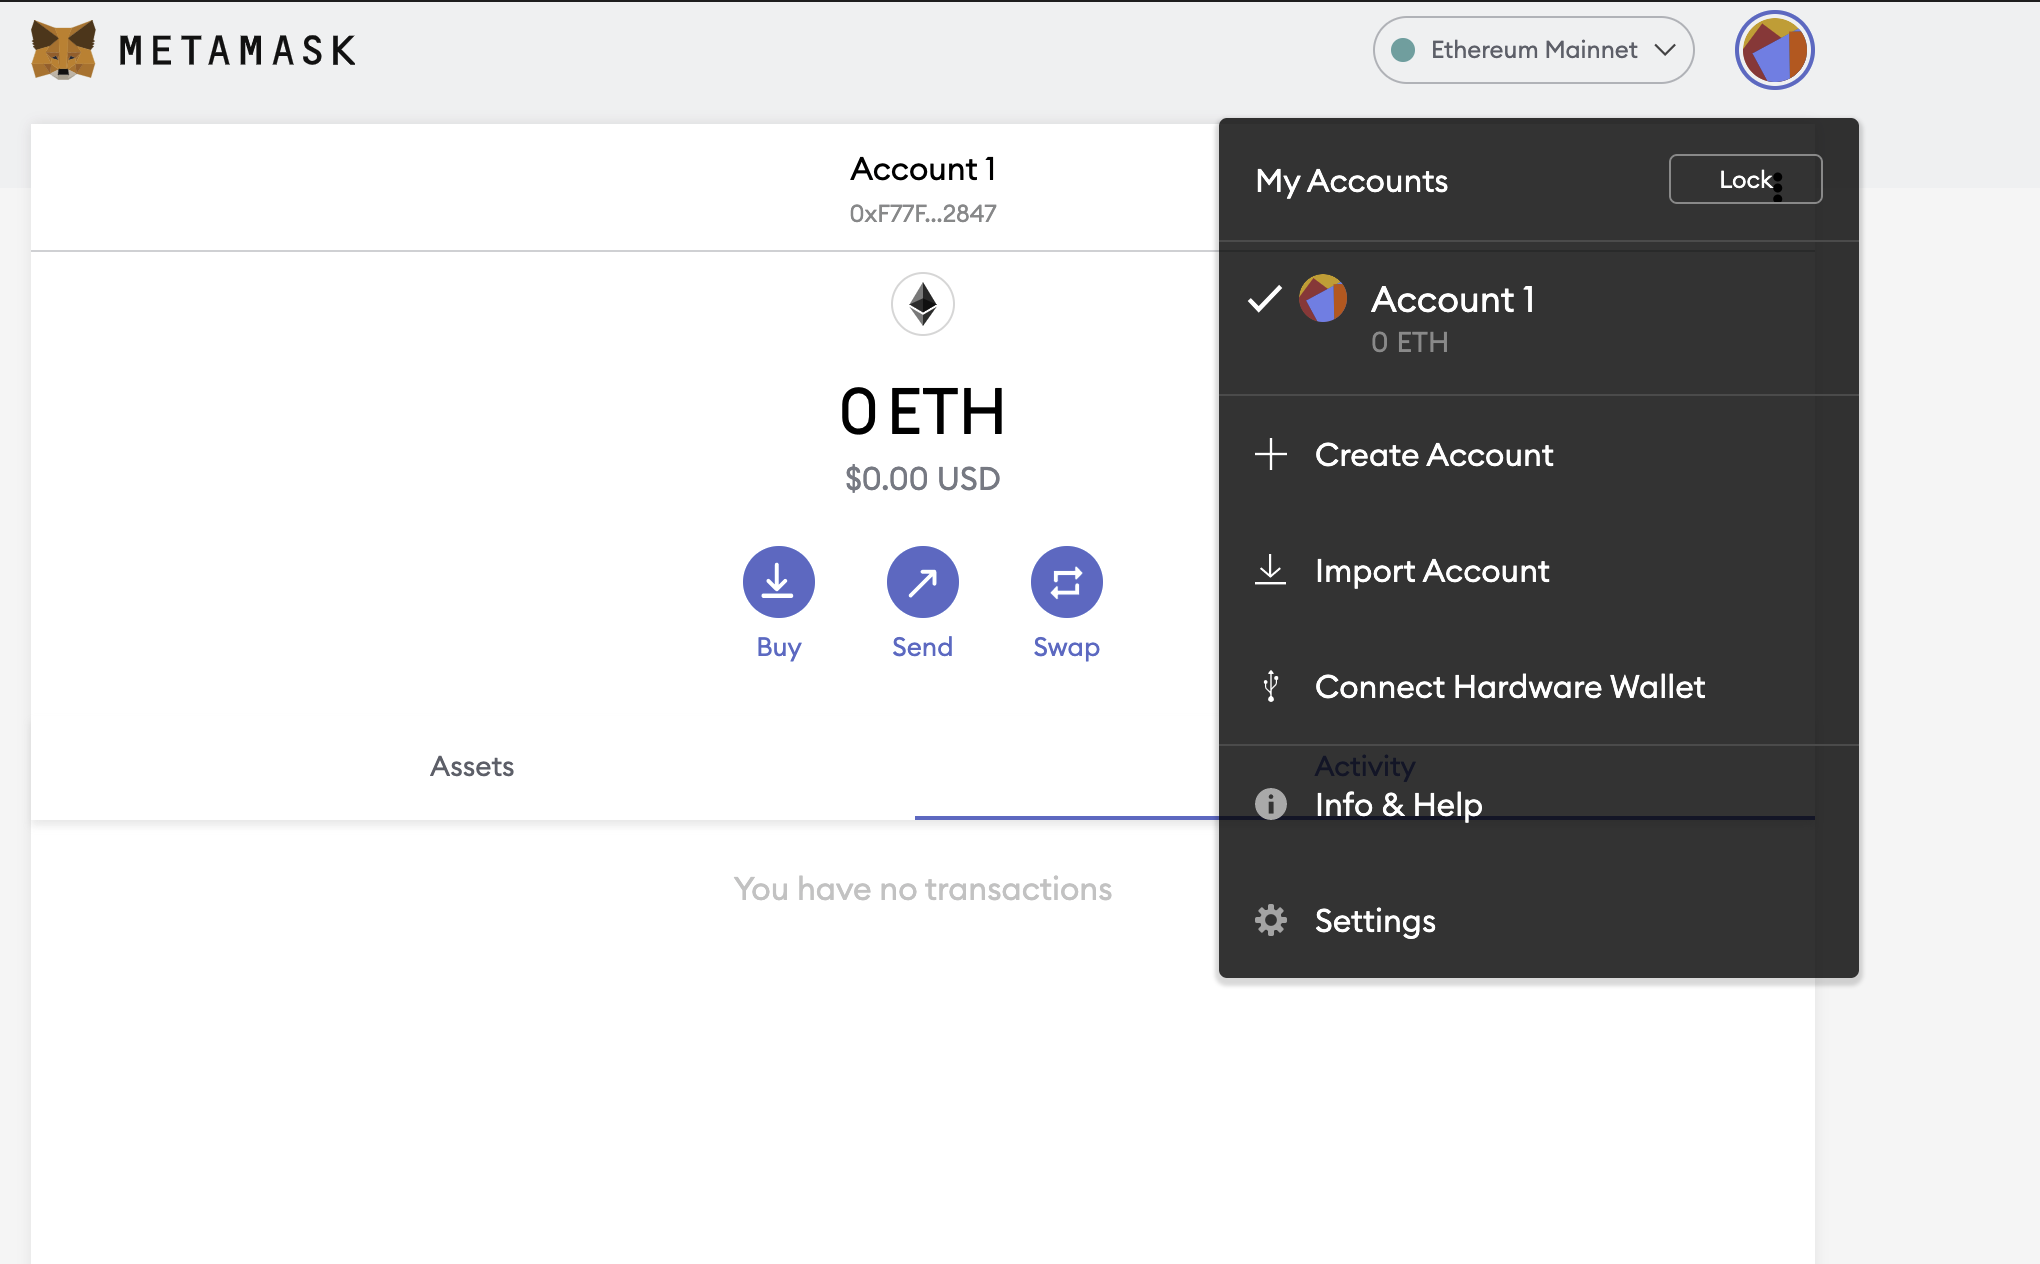 METAMASK
Ethereum Mainnet
Account 1
0xF77F...2847
My Accounts
Lock
Account 1
0 ETH
0 ETH
$0.00 USD
Create Account
Import Account
Buy
Send
Swap
Connect Hardware Wallet
Assets
Activity
Info & Help
You have no transactions
Settings